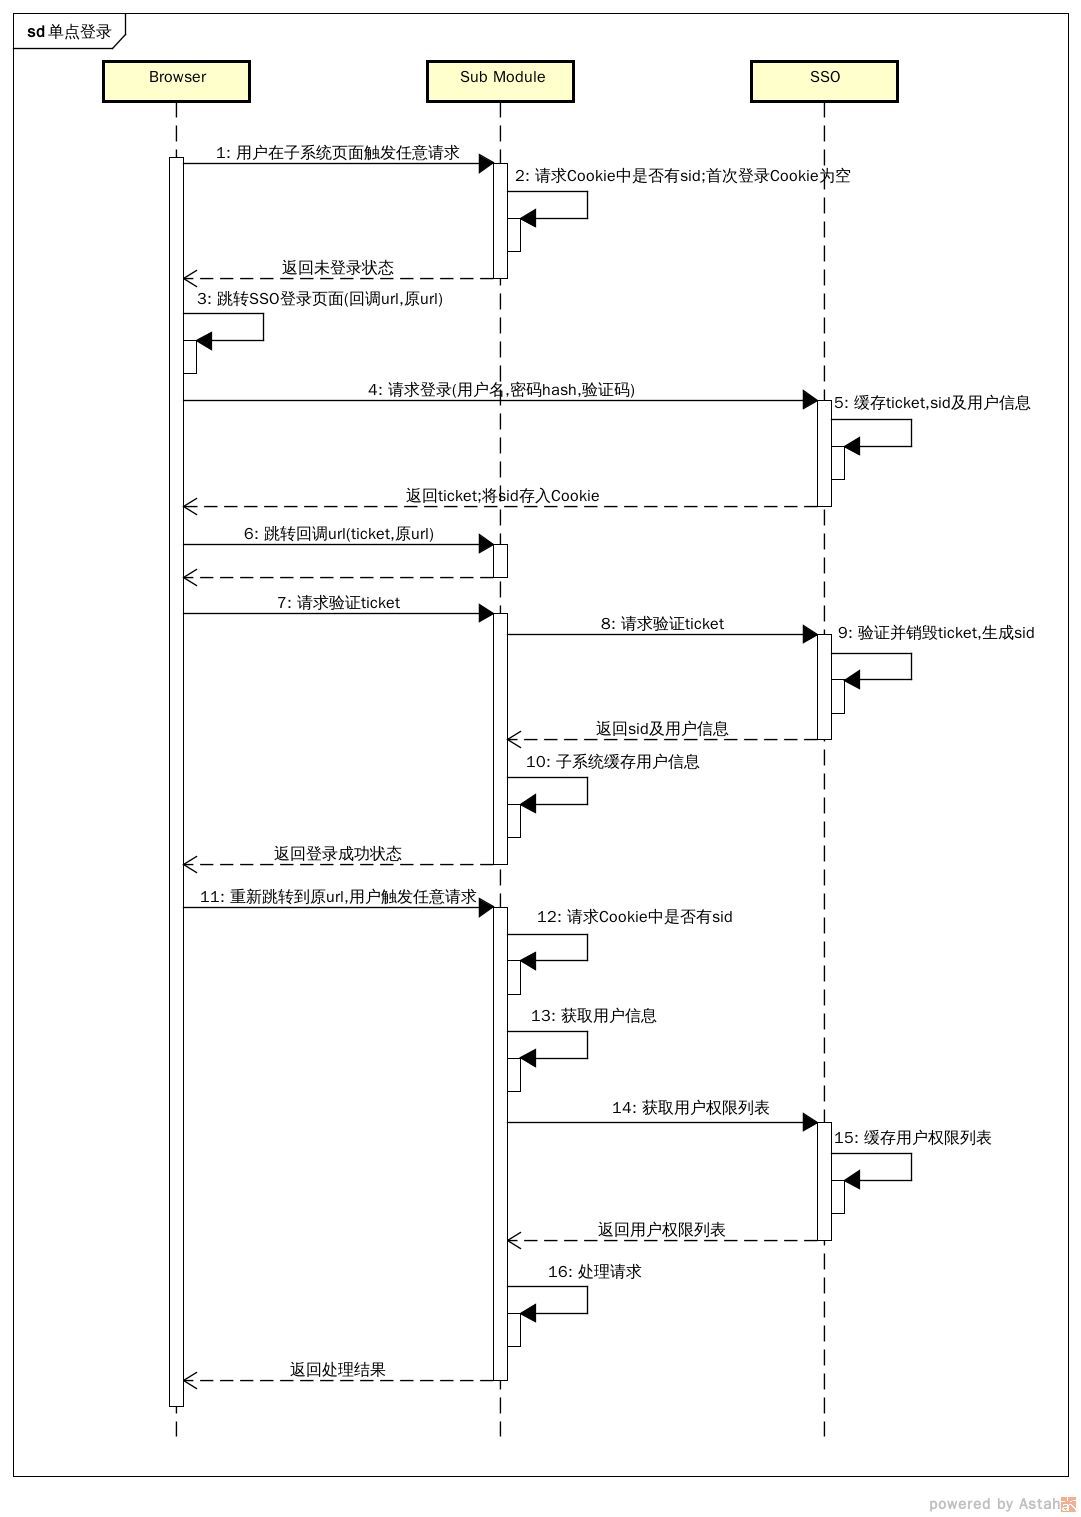 sd 单点登录
Browser
Sub Module
SSO
1: 用户在子系统页面触发任意请求
2: 请求Cookie中是否有sid;首次登录Cookie为空
返回未登录状态
3: 跳转SSO登录页面(回调url,原url)
4: 请求登录(用户名,密码hash,验证码)
5: 缓存ticket,sid及用户信息
返回ticket;将sid存入Cookie
6: 跳转回调url(ticket,原url)
7: 请求验证ticket
8: 请求验证ticket
9: 验证并销毁ticket,生成sid
返回sid及用户信息
10: 子系统缓存用户信息
返回登录成功状态
11: 重新跳转到原url,用户触发任意请求
12: 请求Cookie中是否有sid
13: 获取用户信息
14: 获取用户权限列表
15: 缓存用户权限列表
返回用户权限列表
16: 处理请求
返回处理结果
powered by Astah